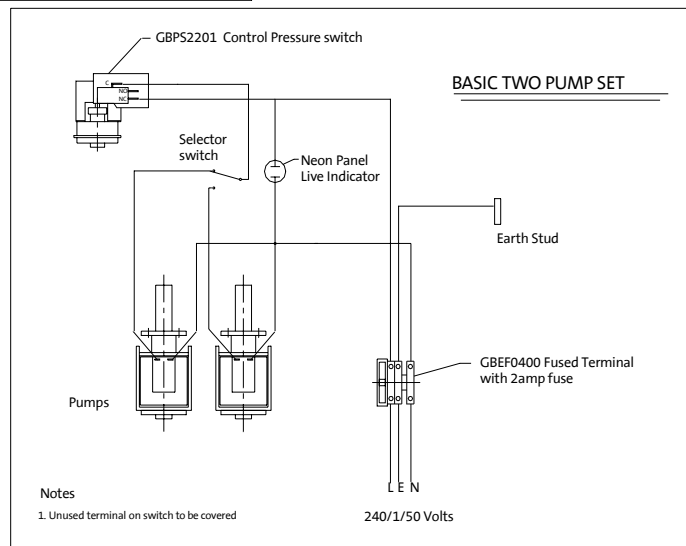 GBPS2201 Control Pressure switch
BASIC TWO PUMP SET
C
NO
NC
Selector
switch
Neon Panel
Live Indicator
Earth Stud
GBEF0400 Fused Terminal
with 2amp fuse
Pumps
L E N
Notes
1. Unused terminal on switch to be covered
240/1/50 Volts